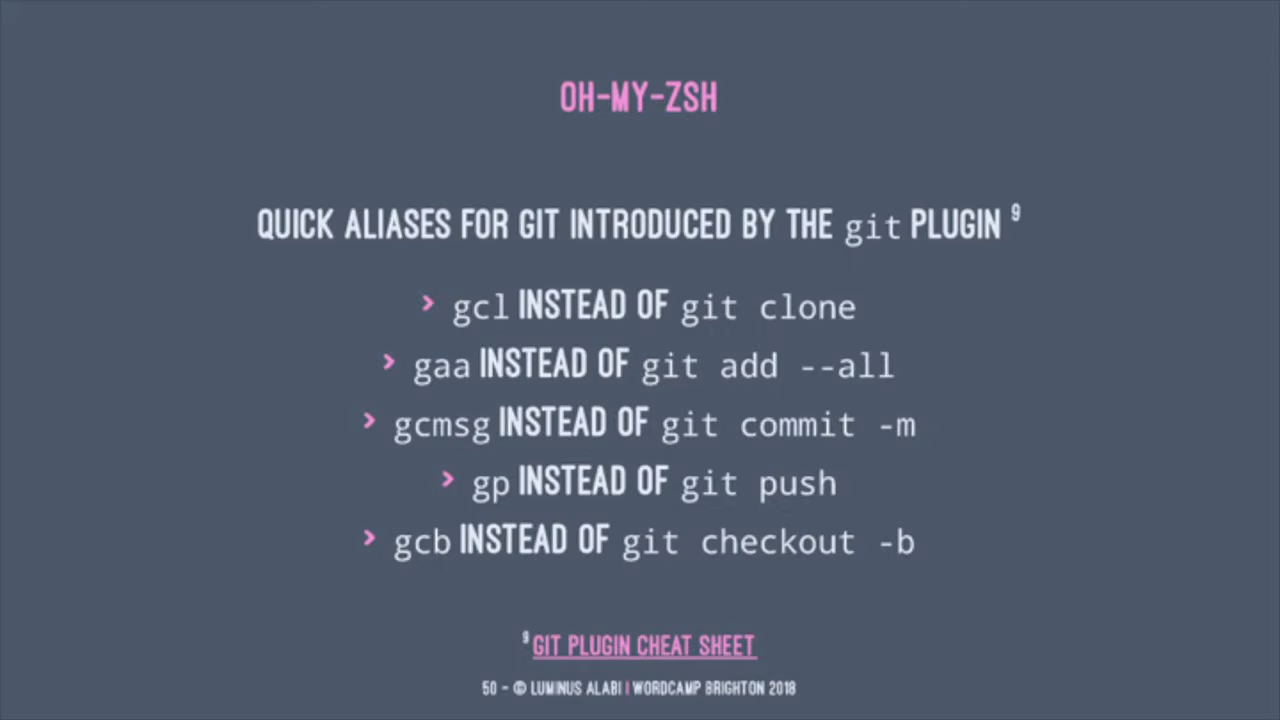 OH-MY-ZSH
QUICK ALIASES FOR GIT INTRODUCED BY THE git PLUGIN 9
> gcl INSTEAD OF git clone
> gaa INSTEAD OF git add --all
> gcmsg INSTEAD OF git commit -m
> gp INSTEAD OF git push
> gcb INSTEAD OF git checkout -b
9 GIT PLUGIN CHEAT SHEET
50 - © LUMINUS ALABI | WORDCAMP BRIGHTON 2018